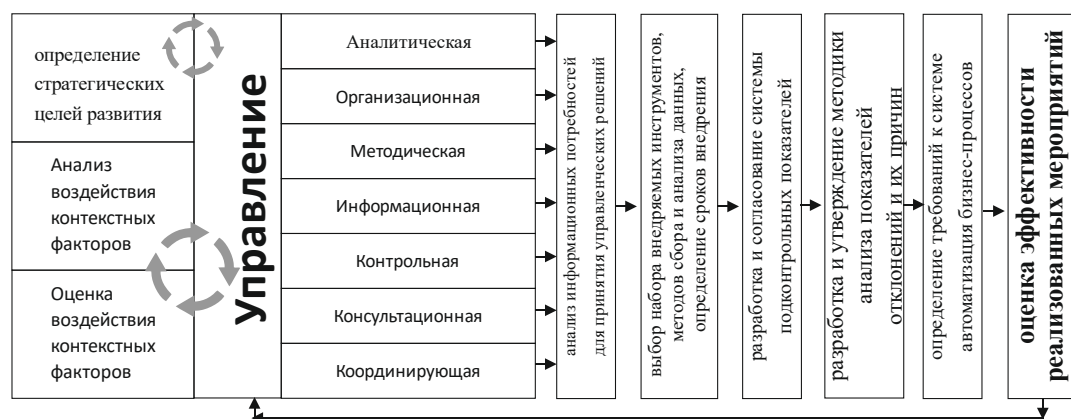 определение
стратегических
целей развития
Анализ
воздействия
контекстных
факторов
Оценка
воздействия
контекстных
факторов
Управление
Аналитическая
Организационная
Методическая
Информационная
Контрольная
Консультационная
Координирующая
анализ информационных потребностей
для принятия управленческих решений
выбор набора внедряемых инструментов,
методов сбора и анализа данных,
определение сроков внедрения
разработка и согласование системы
подконтрольных показателей
разработка и утверждение методики
анализа показателей
отклонений и их причин
определение требований к системе
автоматизация бизнес-процессов
оценка эффективности
реализованных мероприятий